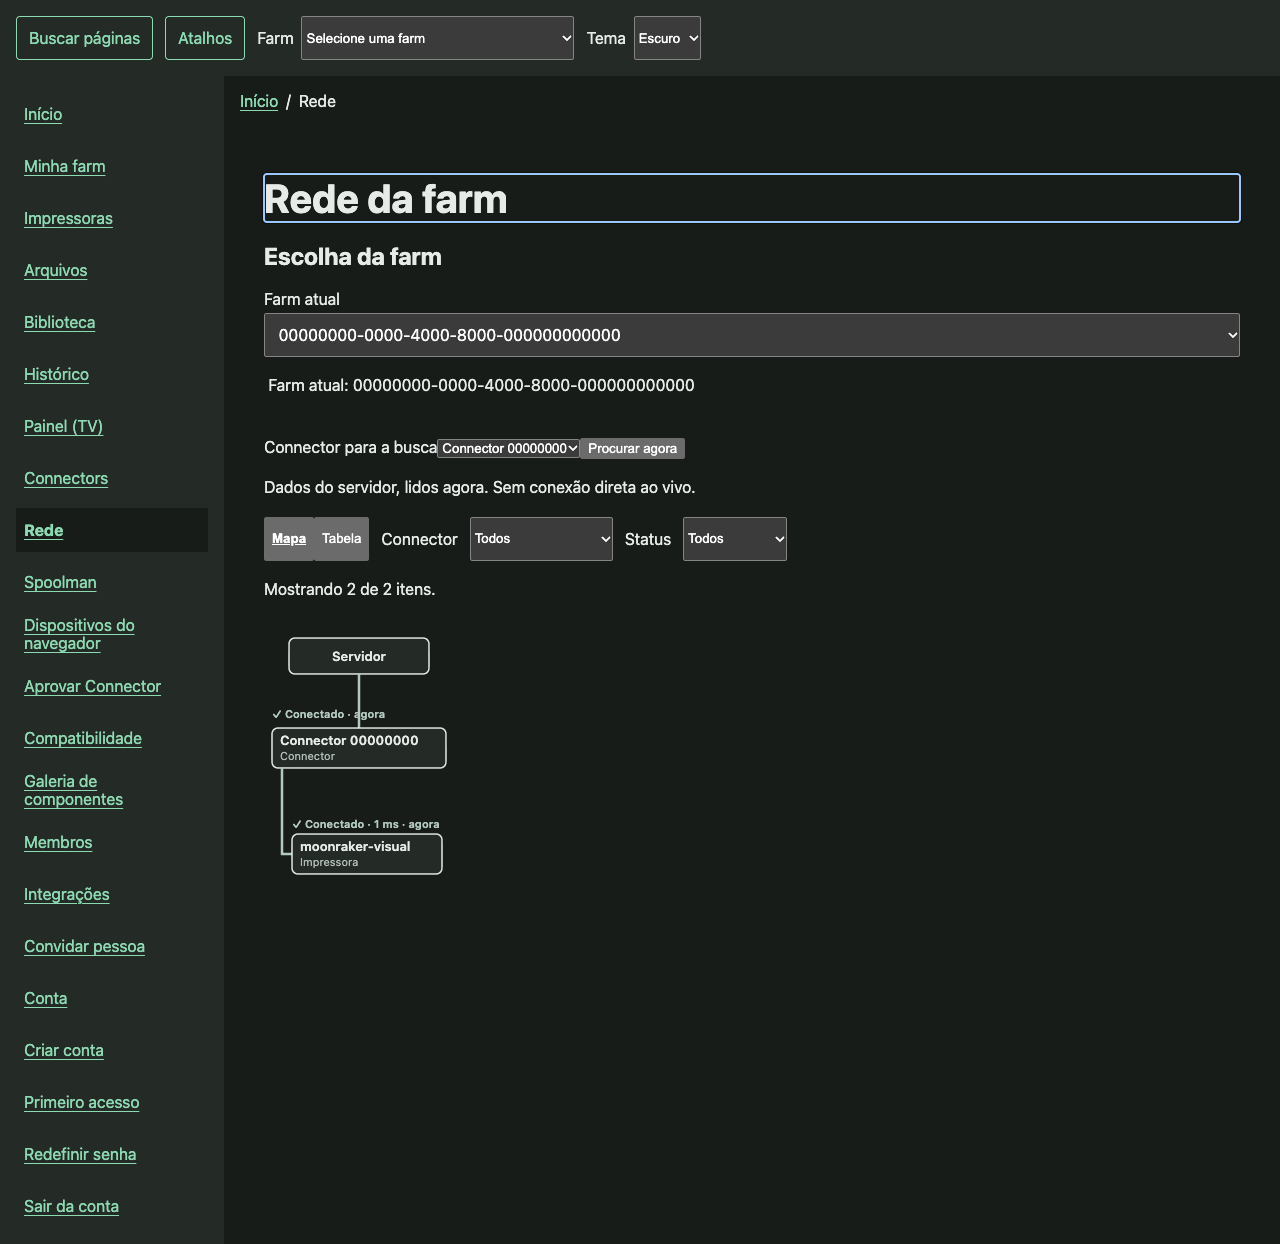 Buscar páginas
Atalhos
Farm
Selecione uma farm
Tema
Escuro
Início
Minha farm
Impressoras
Arquivos
Biblioteca
Histórico
Painel (TV)
Connectors
Rede
Spoolman
Dispositivos do
navegador
Aprovar Connector
Compatibilidade
Galeria de
componentes
Membros
Integrações
Convidar pessoa
Conta
Criar conta
Primeiro acesso
Redefinir senha
Sair da conta
Início / Rede
Rede da farm
Escolha da farm
Farm atual
00000000-0000-4000-8000-000000000000
Farm atual: 00000000-0000-4000-8000-000000000000
Connector para a busca Connector 00000000 Procurar agora
Dados do servidor, lidos agora. Sem conexão direta ao vivo.
Mapa Tabela Connector Todos Status Todos
Mostrando 2 de 2 itens.
Servidor
✓ Conectado · agora
Connector 00000000
Connector
✓ Conectado · 1 ms · agora
moonraker-visual
Impressora